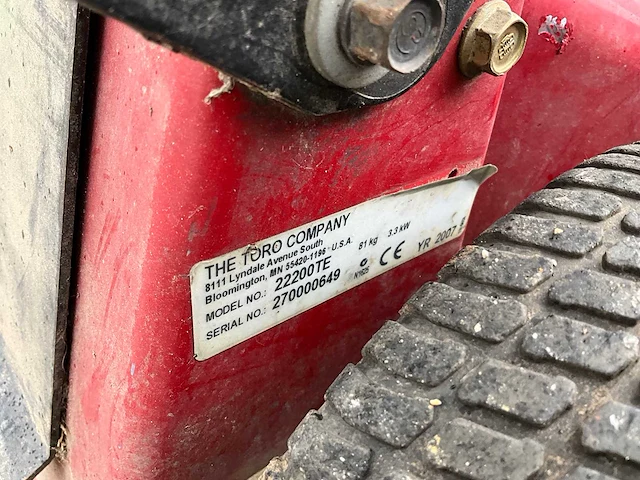 THE TORO COMPANY
8111 Lyndale Avenue South
Bloomington, MN 55420-1196 - U.S.A.
81 kg 3.3 kW
MODEL NO.: 22200TE
N1605 CE YR 2007
SERIAL NO.: 270000649